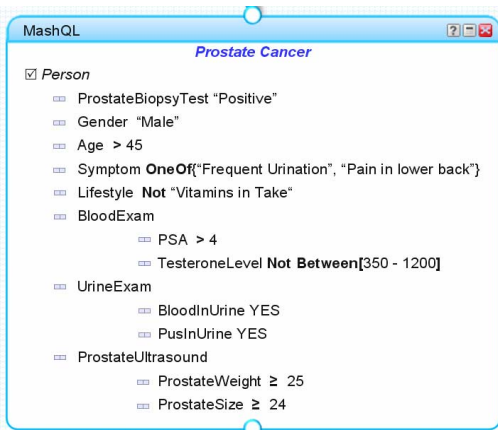 MashQL
Prostate Cancer
Person
ProstateBiopsyTest “Positive”
Gender “Male”
Age > 45
Symptom OneOf{“Frequent Urination”, “Pain in lower back”}
Lifestyle Not “Vitamins in Take“
BloodExam
PSA > 4
TesteroneLevel Not Between[350 - 1200]
UrineExam
BloodInUrine YES
PusInUrine YES
ProstateUltrasound
ProstateWeight ≥ 25
ProstateSize ≥ 24